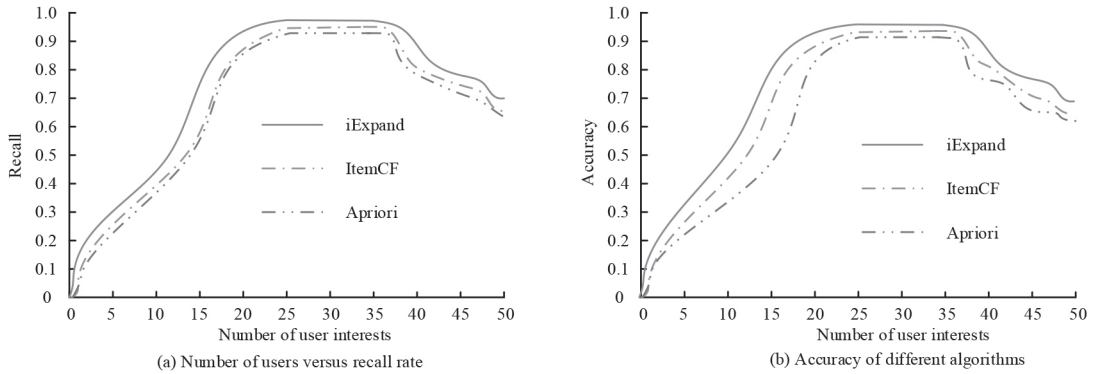 1.0
0.9
0.8
0.7
0.6
0.5
0.4
0.3
0.2
0.1
0
Recall
iExpand
ItemCF
Apriori
0 5 10 15 20 25 30 35 40 45 50
Number of user interests
(a) Number of users versus recall rate
1.0
0.9
0.8
0.7
0.6
0.5
0.4
0.3
0.2
0.1
0
Accuracy
iExpand
ItemCF
Apriori
0 5 10 15 20 25 30 35 40 45 50
Number of user interests
(b) Accuracy of different algorithms